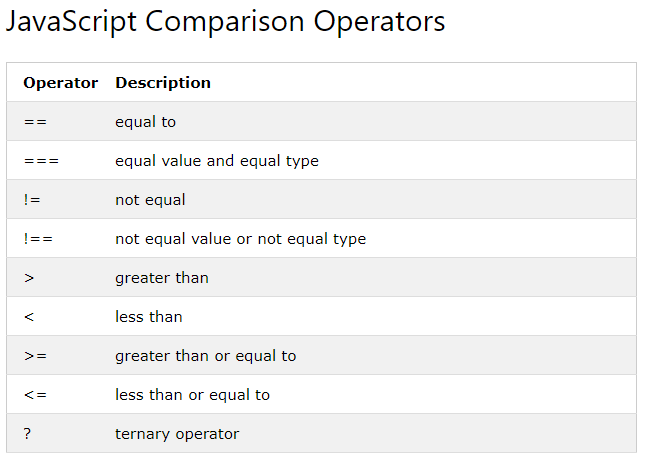 JavaScript Comparison Operators
Operator Description
== equal to
=== equal value and equal type
!= not equal
!== not equal value or not equal type
> greater than
< less than
>= greater than or equal to
<= less than or equal to
? ternary operator